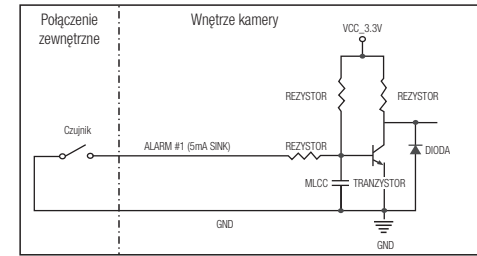 Połączenie
zewnętrzne
Wnętrze kamery
VCC_3.3V
REZYSTOR
REZYSTOR
Czujnik
ALARM #1 (5mA SINK)
REZYSTOR
DIODA
MLCC
TRANZYSTOR
GND
GND